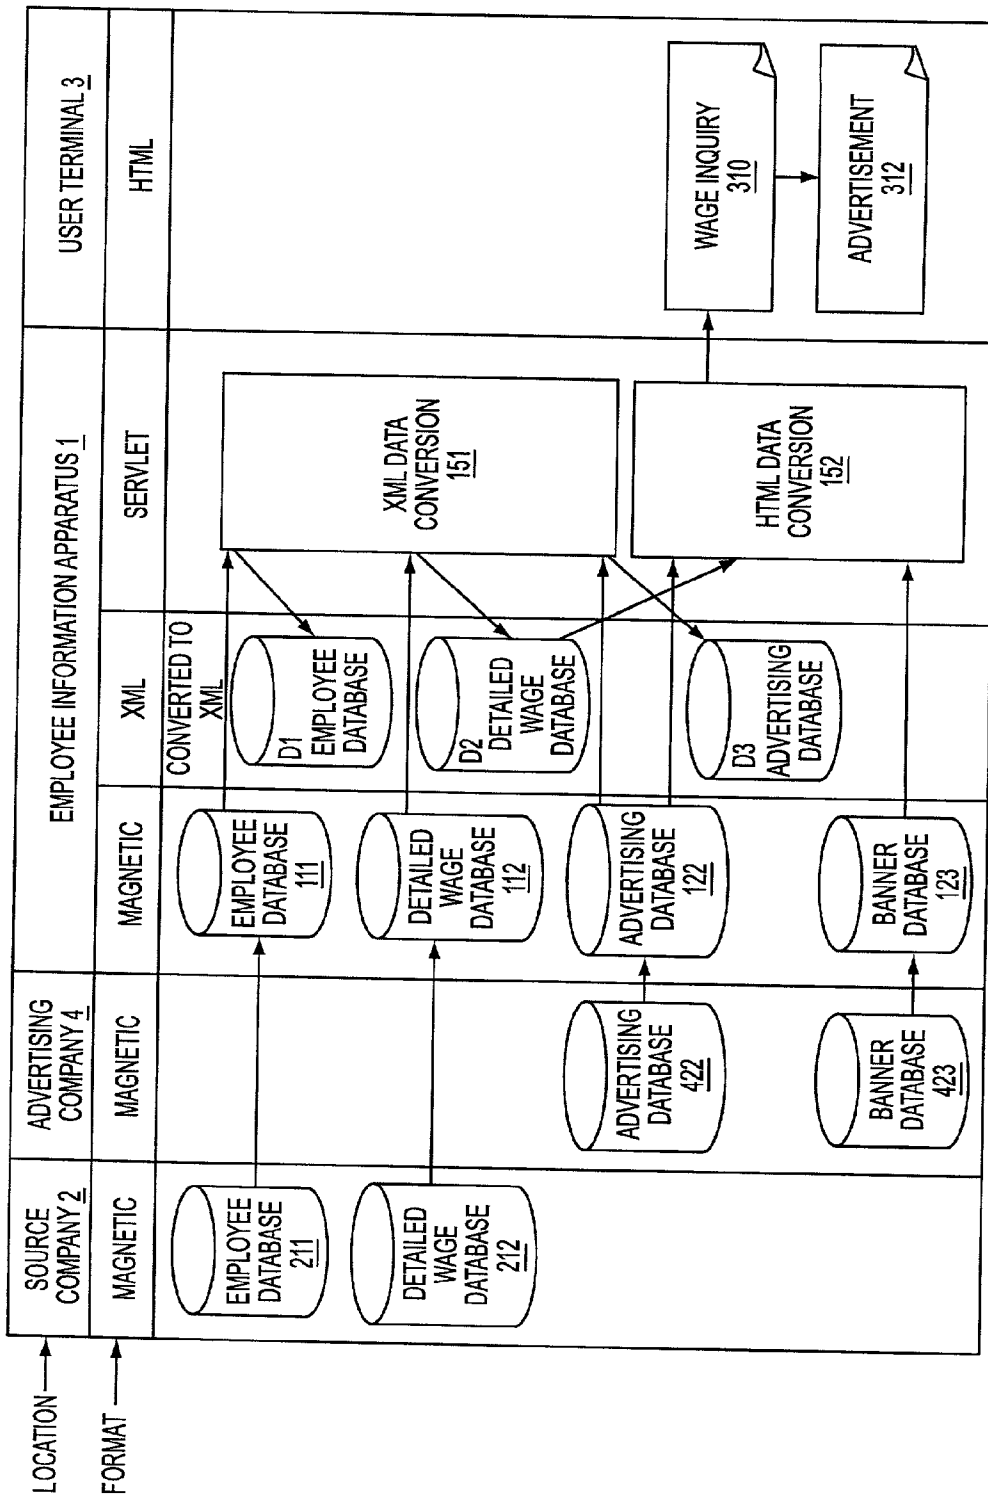 LOCATION
FORMAT
SOURCE
COMPANY 2
ADVERTISING
COMPANY 4
EMPLOYEE INFORMATION APPARATUS 1
USER TERMINAL 3
MAGNETIC
MAGNETIC
MAGNETIC
XML
SERVLET
HTML
CONVERTED TO
XML
EMPLOYEE
DATABASE
211
EMPLOYEE
DATABASE
111
D1
EMPLOYEE
DATABASE
XML DATA
CONVERSION
151
DETAILED
WAGE
DATABASE
212
DETAILED
WAGE
DATABASE
112
D2
DETAILED
WAGE
DATABASE
ADVERTISING
DATABASE
422
ADVERTISING
DATABASE
122
D3
ADVERTISING
DATABASE
HTML DATA
CONVERSION
152
WAGE INQUIRY
310
BANNER
DATABASE
423
BANNER
DATABASE
123
ADVERTISEMENT
312